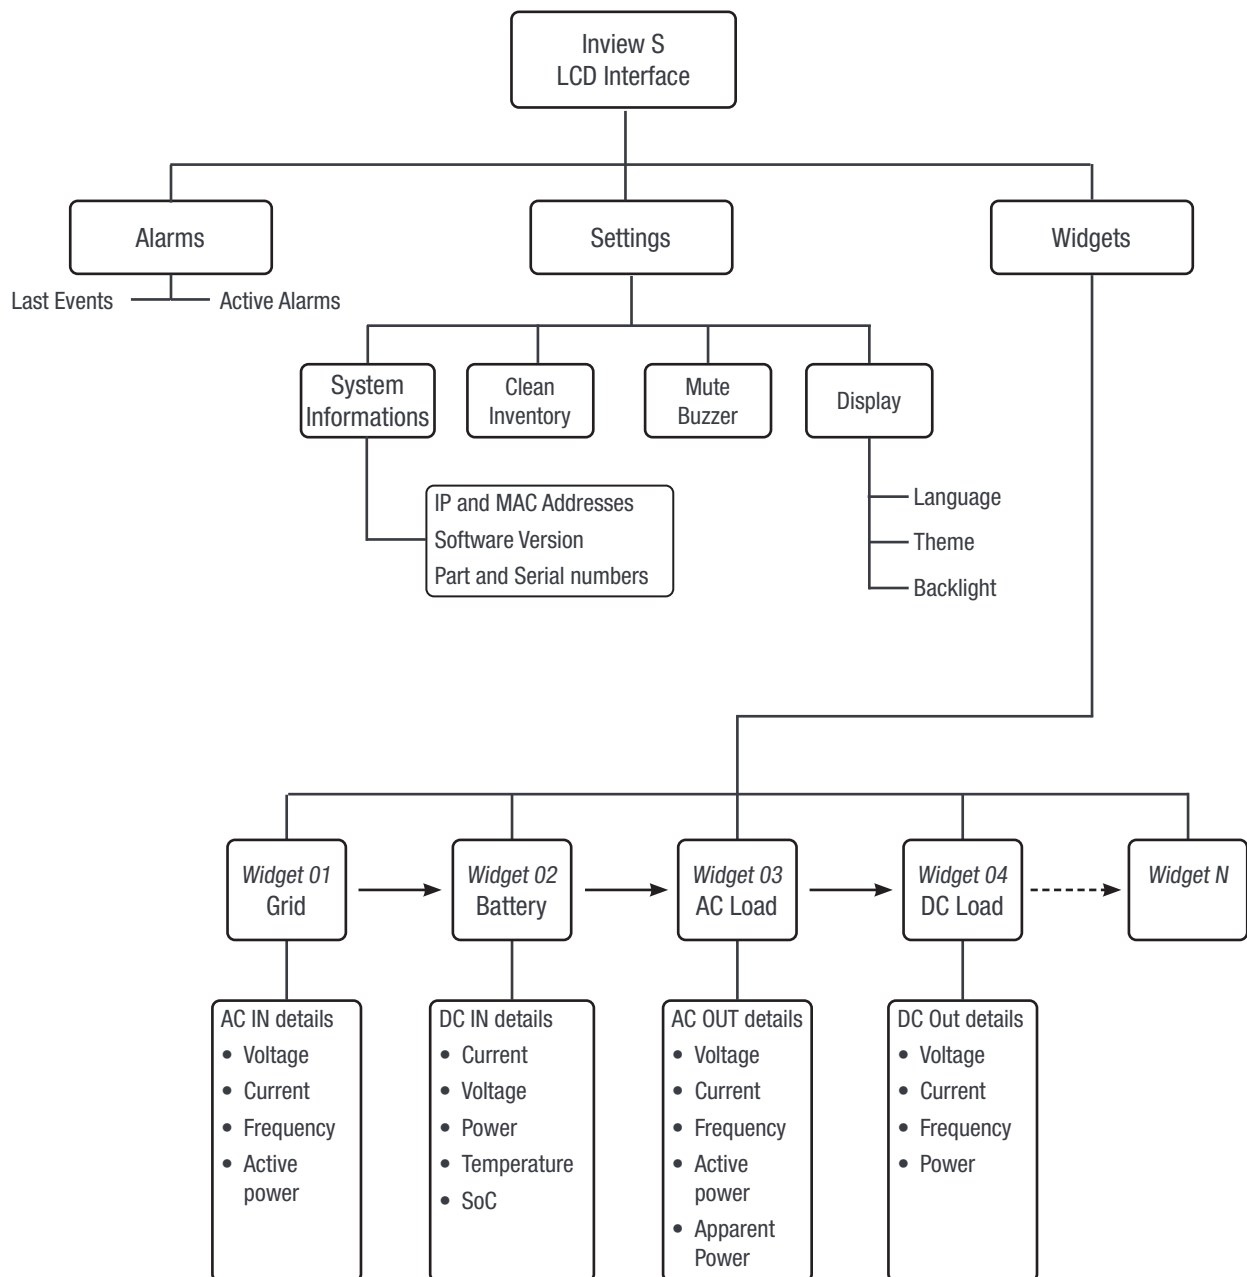 Inview S
LCD Interface
Alarms
Settings
Widgets
Last Events
Active Alarms
System
Informations
Clean
Inventory
Mute
Buzzer
Display
IP and MAC Addresses
Software Version
Part and Serial numbers
Language
Theme
Backlight
Widget 01
Grid
Widget 02
Battery
Widget 03
AC Load
Widget 04
DC Load
Widget N
AC IN details
• Voltage
• Current
• Frequency
• Active
power
DC IN details
• Current
• Voltage
• Power
• Temperature
• SoC
AC OUT details
• Voltage
• Current
• Frequency
• Active
power
• Apparent
Power
DC Out details
• Voltage
• Current
• Frequency
• Power